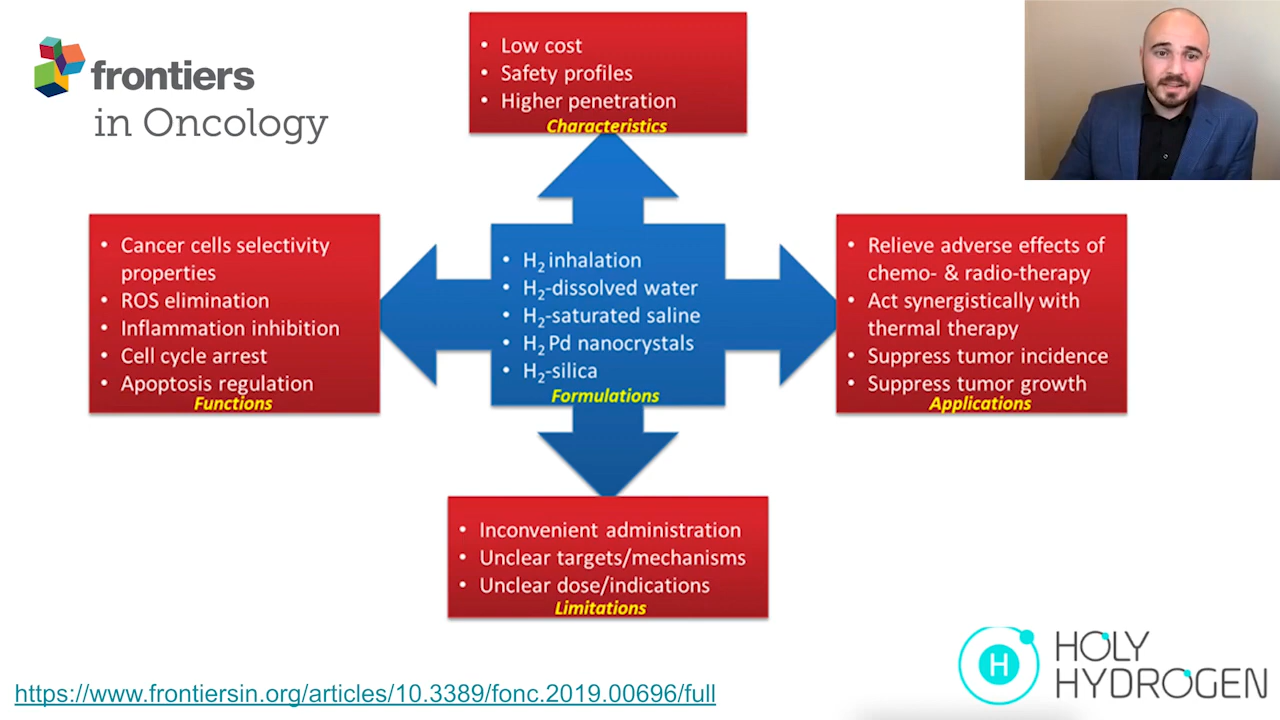 frontiers
in Oncology
• Low cost
• Safety profiles
• Higher penetration
Characteristics
• Cancer cells selectivity
properties
• ROS elimination
• Inflammation inhibition
• Cell cycle arrest
• Apoptosis regulation
Functions
• H₂ inhalation
• H₂-dissolved water
• H₂-saturated saline
• H₂ Pd nanocrystals
• H₂-silica
Formulations
• Relieve adverse effects of
chemo- & radio-therapy
• Act synergistically with
thermal therapy
• Suppress tumor incidence
• Suppress tumor growth
Applications
• Inconvenient administration
• Unclear targets/mechanisms
• Unclear dose/indications
Limitations
https://www.frontiersin.org/articles/10.3389/fonc.2019.00696/full
H
HOLY
HYDROGEN